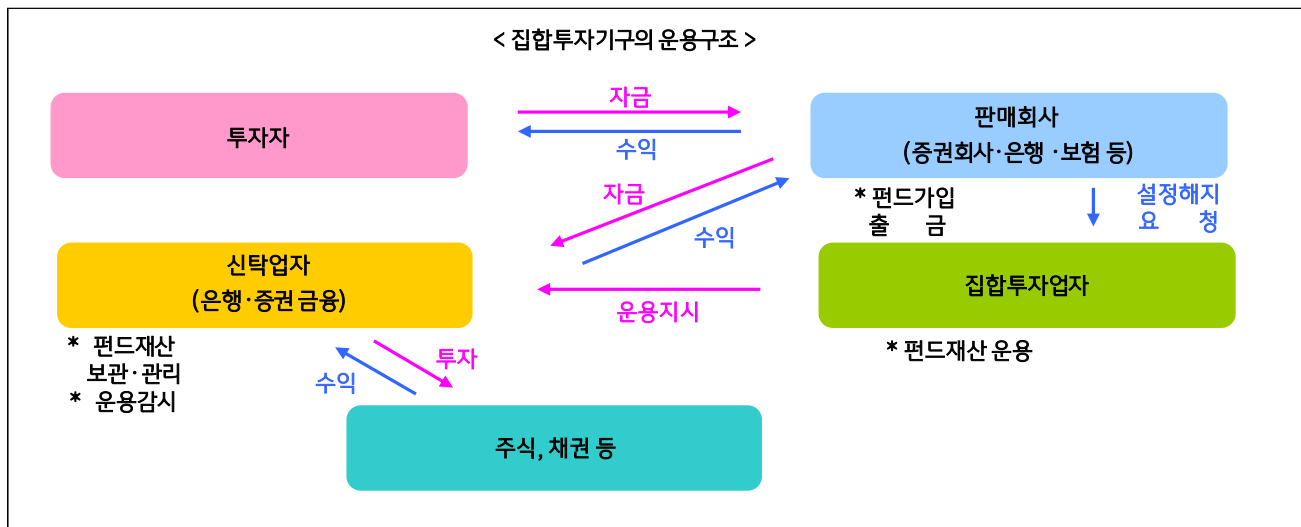 < 집합투자기구의 운용구조 >
자금
투자자
수익
판매회사
(증권회사·은행 ·보험 등)
자금
수익
* 펀드가입
출 금
설정해지
요 청
신탁업자
(은행·증권 금융)
운용지시
집합투자업자
* 펀드재산
보관·관리
* 운용감시
투자
수익
* 펀드재산 운용
주식, 채권 등